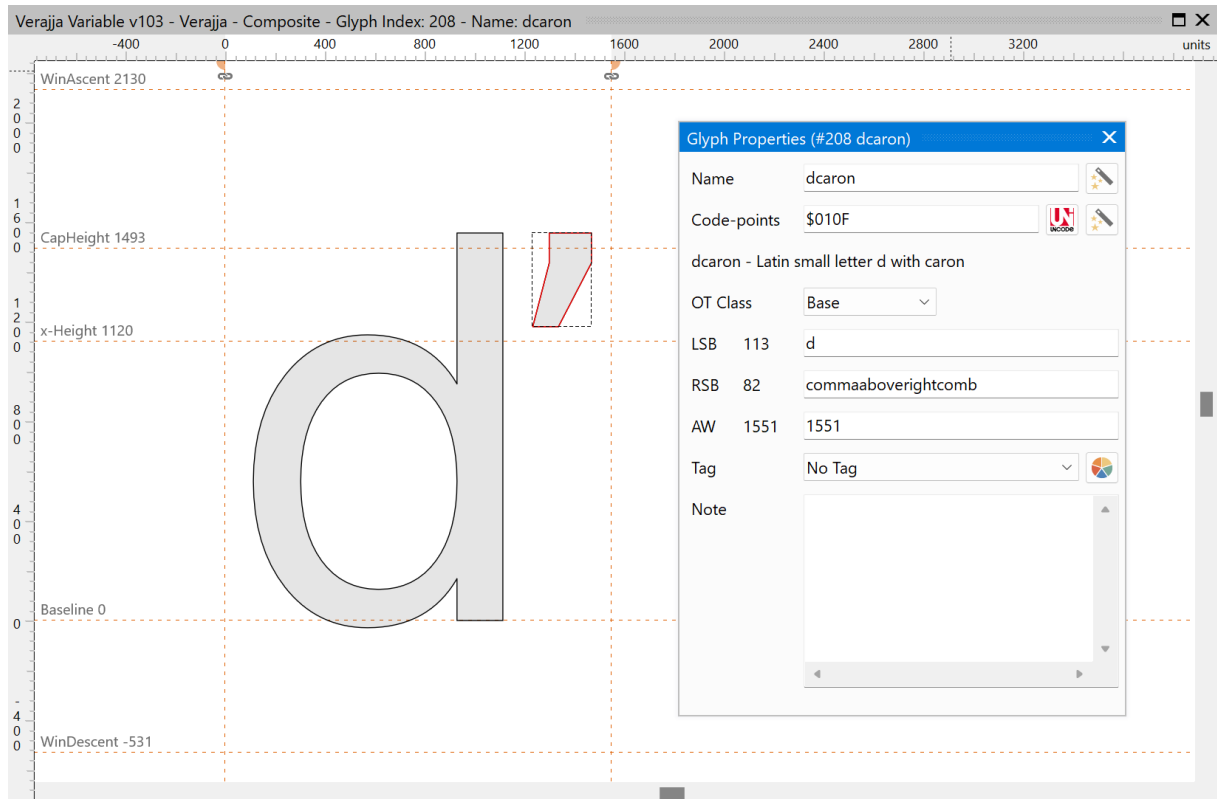 Verajja Variable v103 - Verajja - Composite - Glyph Index: 208 - Name: dcaron
-400 0 400 800 1200 1600 2000 2400 2800 3200 units
WinAscent 2130
2000
Glyph Properties (#208 dcaron)
Name dcaron
1600
Code-points $010F UNICODE
CapHeight 1493
dcaron - Latin small letter d with caron
OT Class Base
1200
x-Height 1120
LSB 113 d
RSB 82 commaaboverightcomb
800
AW 1551 1551
Tag No Tag
Note
400
Baseline 0
0
-400
WinDescent -531